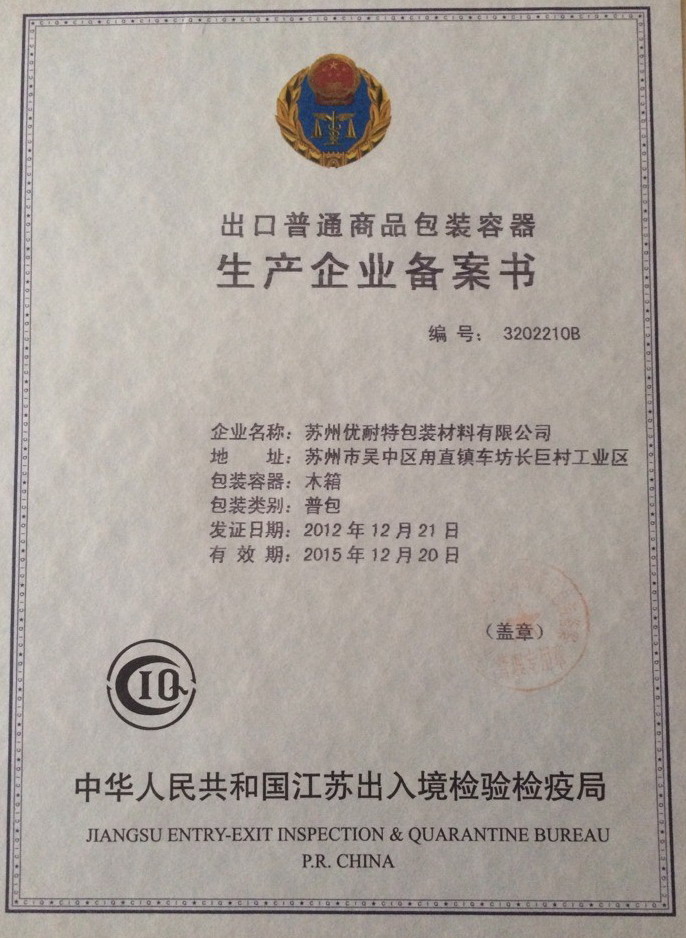 出口普通商品包装容器
生产企业备案书
编 号： 3202210B
企业名称：苏州优耐特包装材料有限公司
地 址：苏州市吴中区甪直镇车坊长巨村工业区
包装容器：木箱
包装类别：普包
发证日期：2012 年 12 月 21 日
有 效 期：2015 年 12 月 20 日
（盖章）
CIQ
中华人民共和国江苏出入境检验检疫局
JIANGSU ENTRY-EXIT INSPECTION & QUARANTINE BUREAU
P.R. CHINA